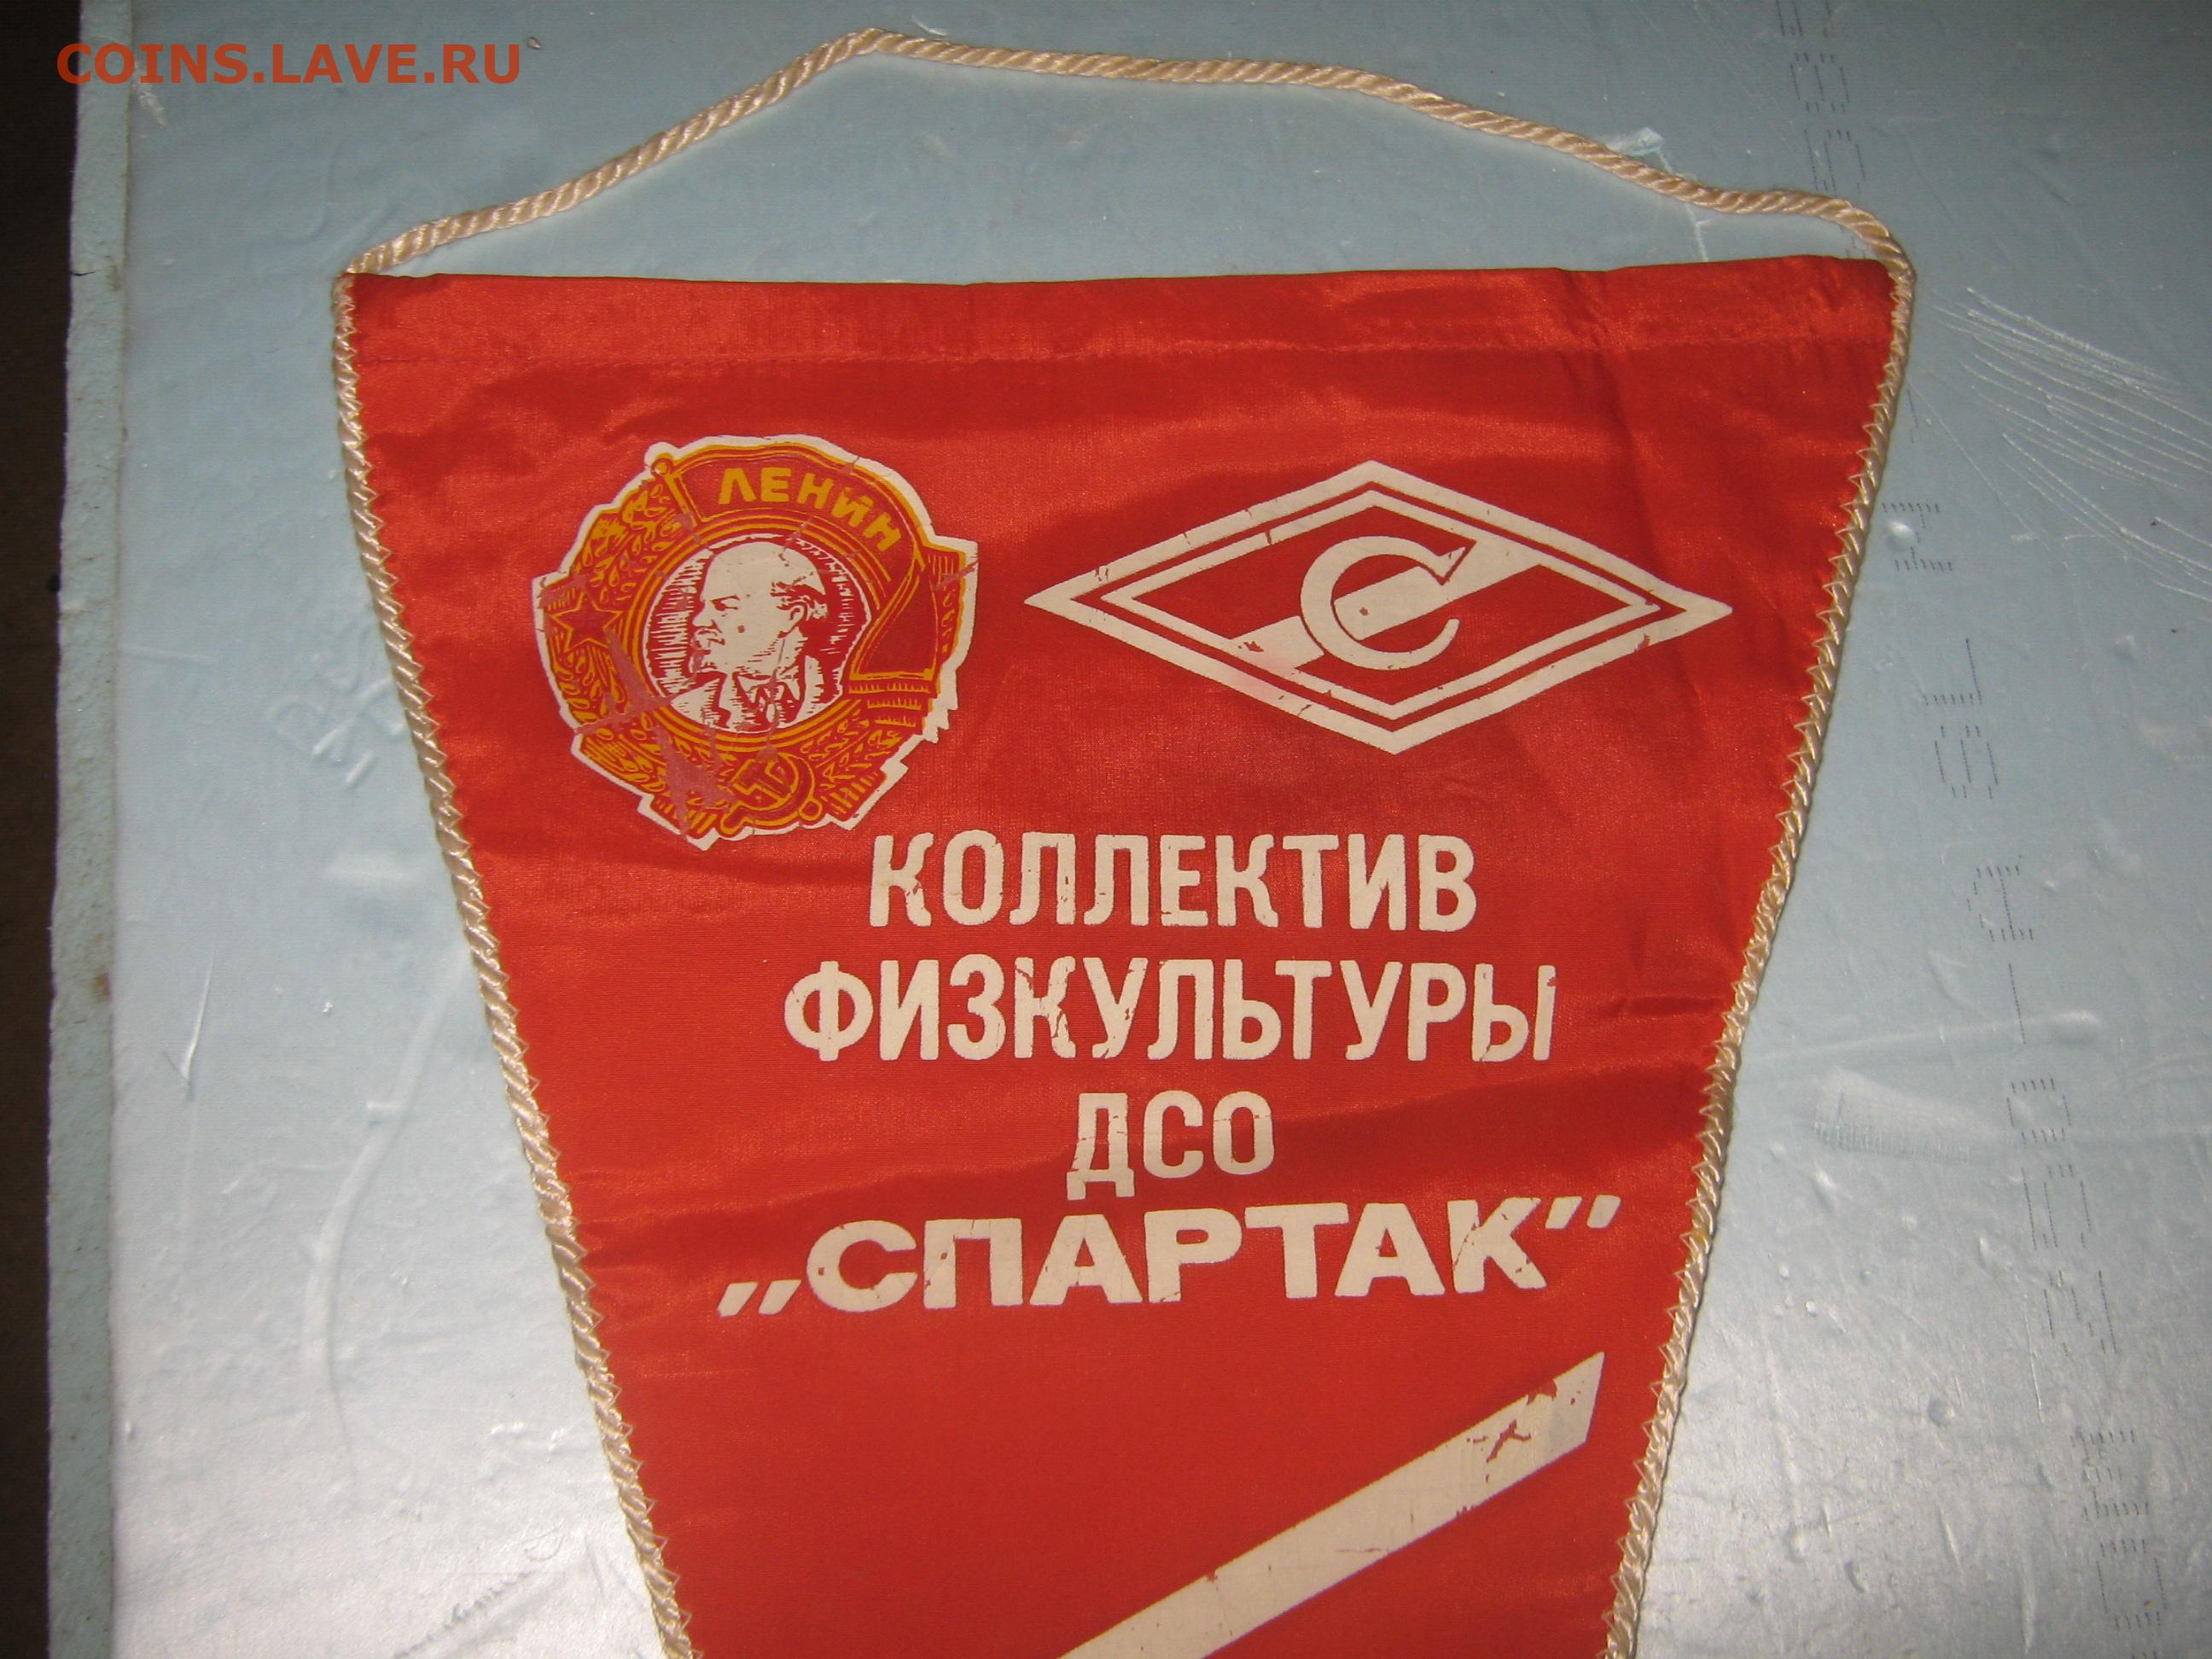 COINS.LAVE.RU
ЛЕНИН
С
КОЛЛЕКТИВ
ФИЗКУЛЬТУРЫ
ДСО
„СПАРТАК”